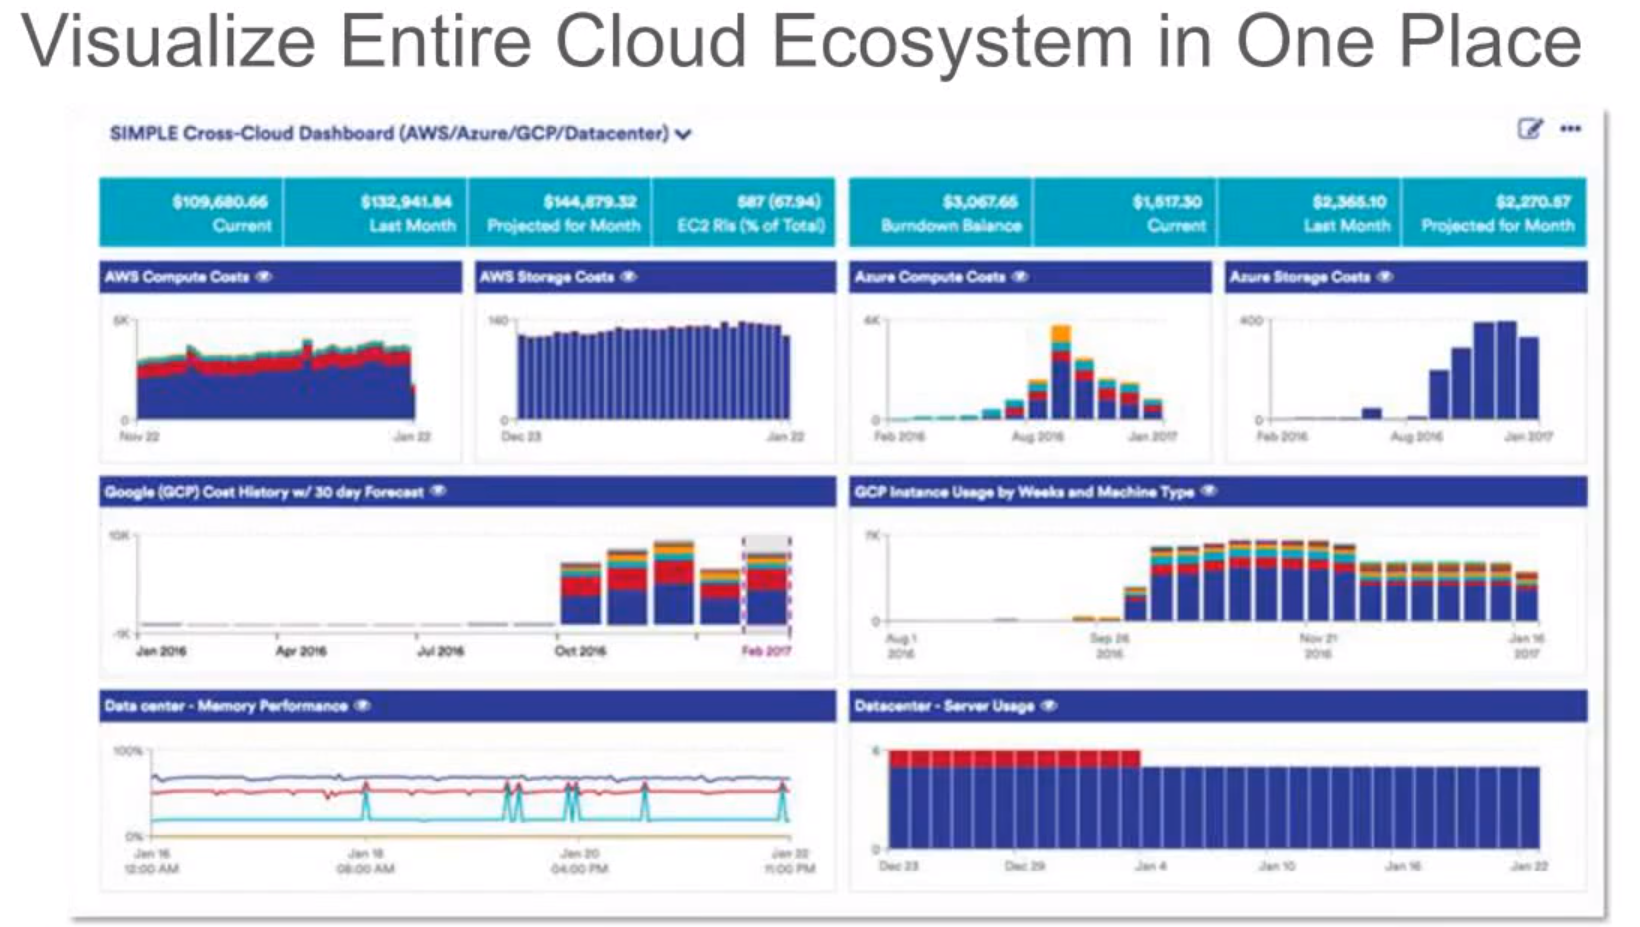 Visualize Entire Cloud Ecosystem in One Place
SIMPLE Cross-Cloud Dashboard (AWS/Azure/GCP/Datacenter)
$109,680.66
Current
$132,941.84
Last Month
$144,879.32
Projected for Month
587 (67.94)
EC2 RIs (% of Total)
$3,067.65
Burndown Balance
$1,517.30
Current
$2,365.10
Last Month
$2,270.57
Projected for Month
AWS Compute Costs
5K
0
Nov 22
Jan 22
AWS Storage Costs
160
0
Dec 23
Jan 22
Azure Compute Costs
4K
0
Feb 2016
Aug 2016
Jan 2017
Azure Storage Costs
400
0
Feb 2016
Aug 2016
Jan 2017
Google (GCP) Cost History w/ 30 day Forecast
10K
-1K
Jan 2016
Apr 2016
Jul 2016
Oct 2016
Feb 2017
GCP Instance Usage by Weeks and Machine Type
7K
0
Aug 1
2016
Sep 26
2016
Nov 21
2016
Jan 16
2017
Data center - Memory Performance
100%
0%
Jan 16
12:00 AM
Jan 18
08:00 AM
Jan 20
04:00 PM
Jan 22
11:00 PM
Datacenter - Server Usage
6
0
Dec 23
Dec 29
Jan 4
Jan 10
Jan 16
Jan 22